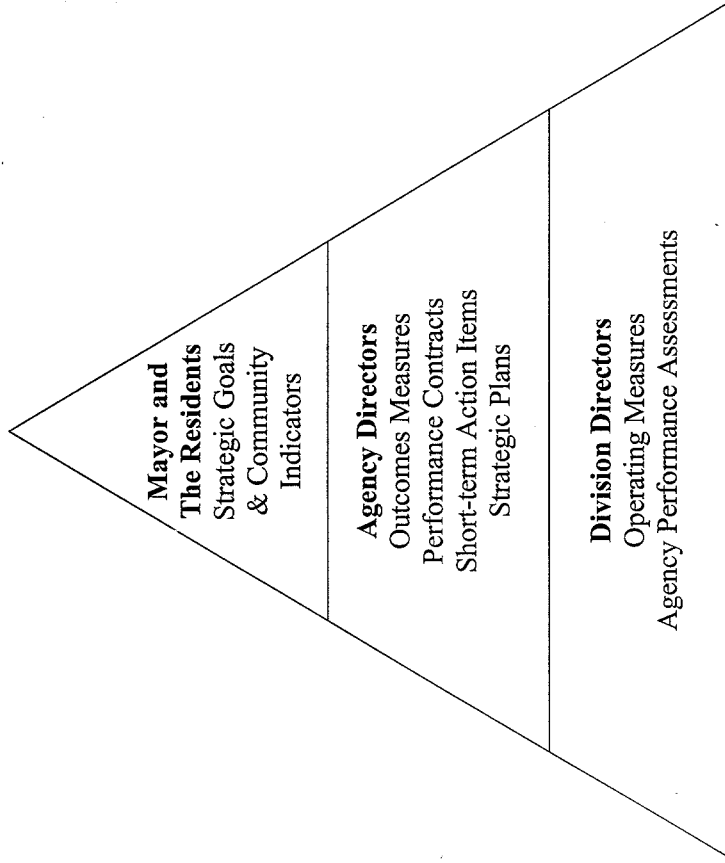 Mayor and
The Residents
Strategic Goals
& Community
Indicators
Agency Directors
Outcomes Measures
Performance Contracts
Short-term Action Items
Strategic Plans
Division Directors
Operating Measures
Agency Performance Assessments